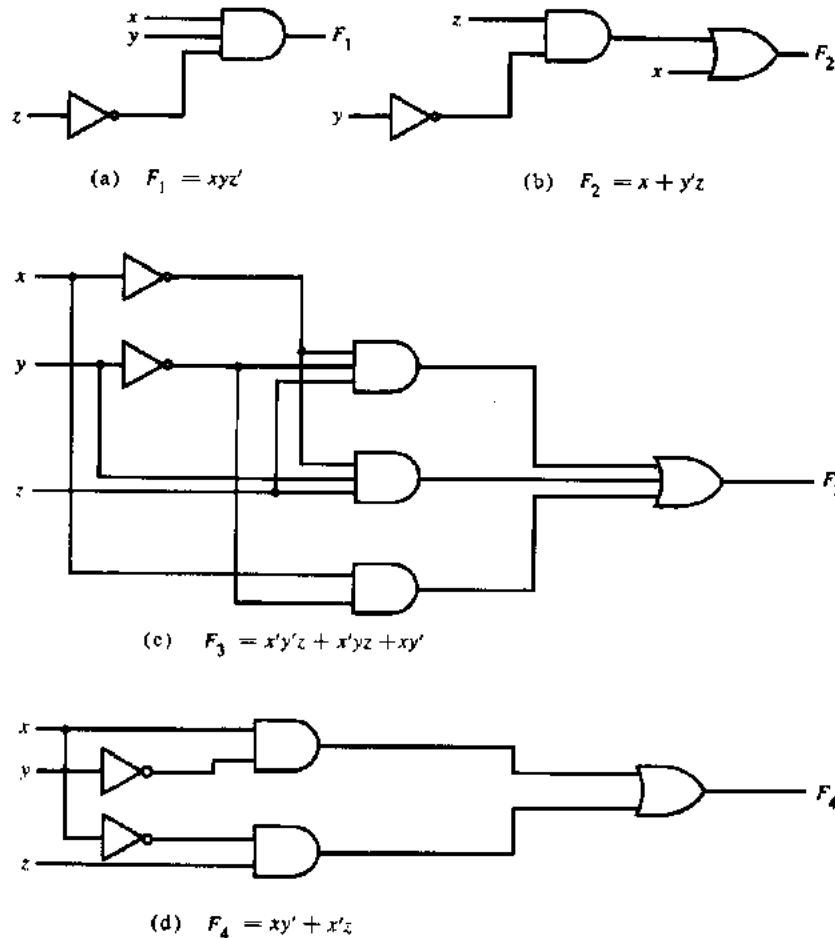 x
y
F₁
z
(a) F₁ = xyz'
z
F₂
x
y
(b) F₂ = x + y'z
x
y
z
(c) F₃ = x'y'z + x'yz + xy'
x
y
z
F₄
(d) F₄ = xy' + x'z